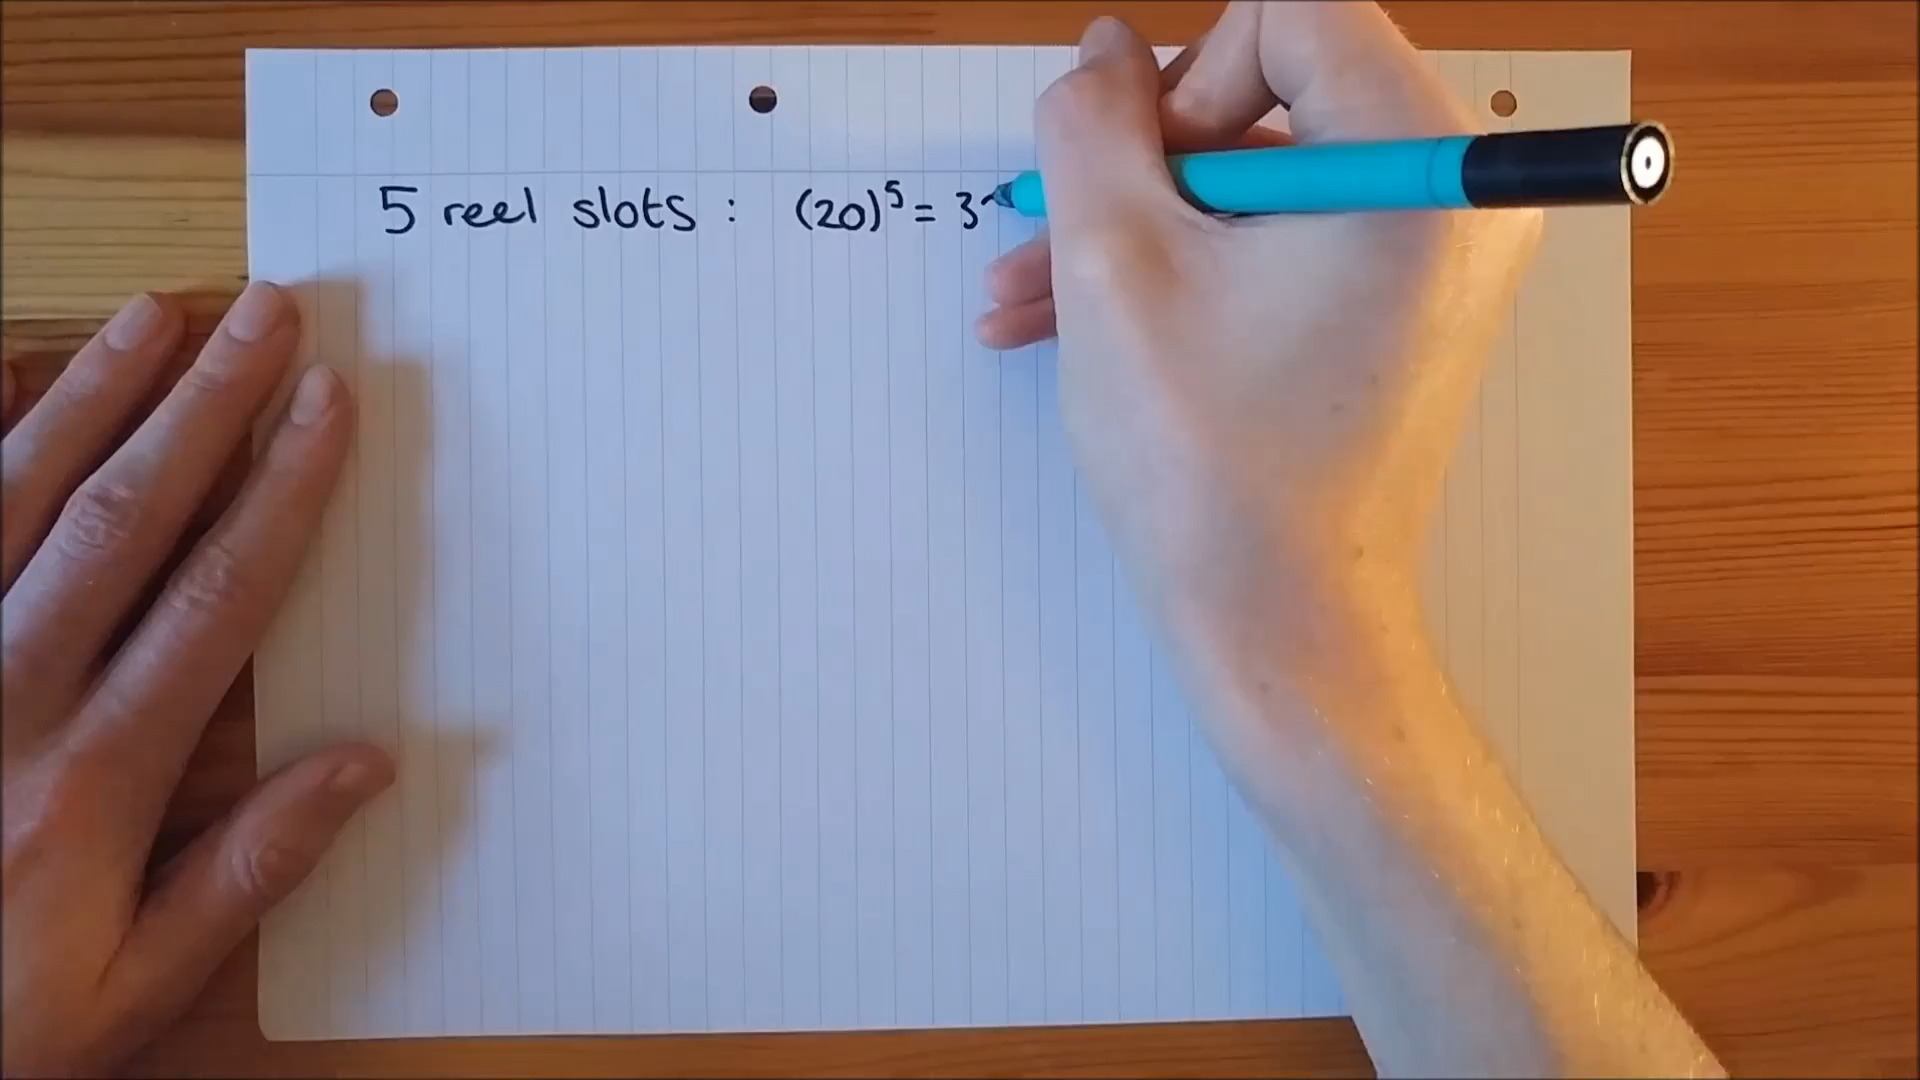 5 reel slots : (20)⁵ = 3